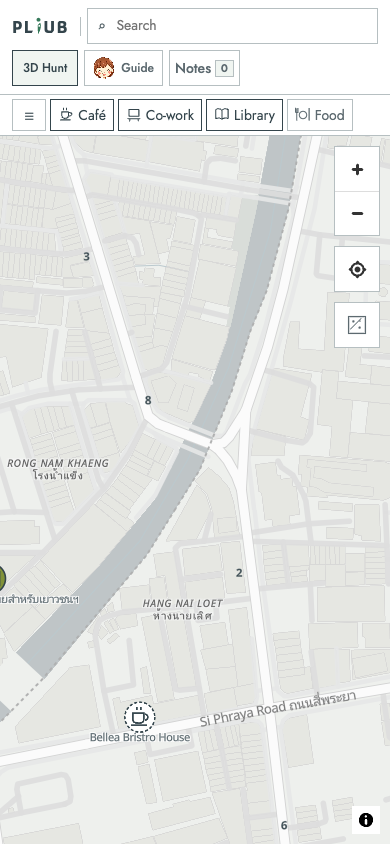 PLIUB
Search
3D Hunt
Guide
Notes 0
Café
Co-work
Library
Food
3
8
RONG NAM KHAENG
โรงน้ำแข็ง
2
HANG NAI LOET
ห้างนายเลิศ
Si Phraya Road ถนนสี่พระยา
Bellea Bristro House
6